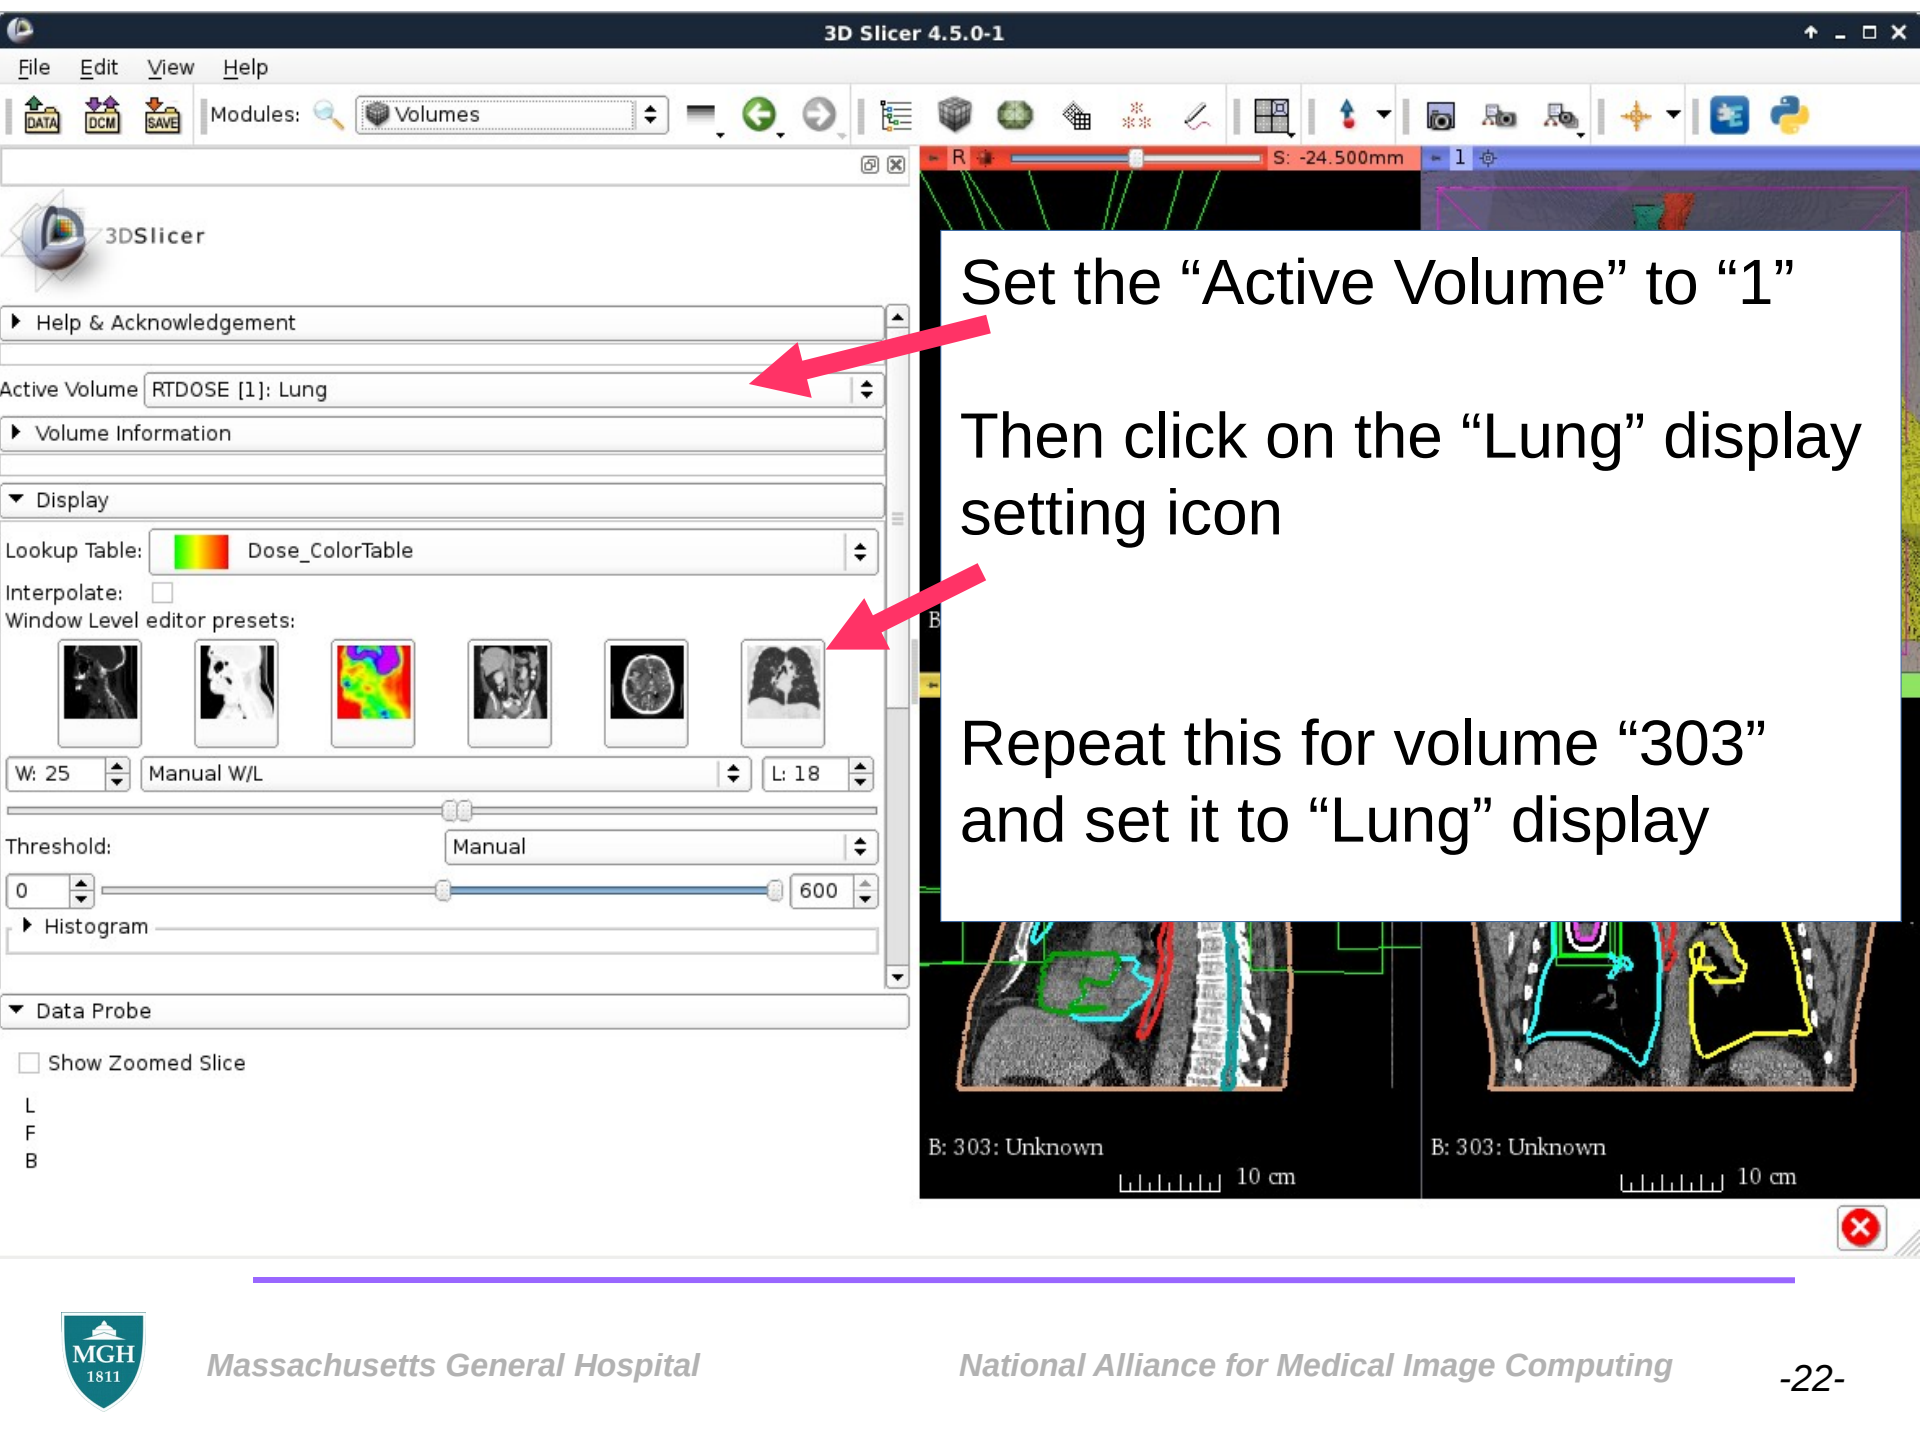 3D Slicer 4.5.0-1
File Edit View Help
DATA DCM SAVE Modules: Volumes
R S: -24.500mm 1
3DSlicer
Set the “Active Volume” to “1”
Help & Acknowledgement
Active Volume RTDOSE [1]: Lung
Then click on the “Lung” display
setting icon
Volume Information
Display
Lookup Table: Dose_ColorTable
Interpolate:
Window Level editor presets:
B
Repeat this for volume “303”
and set it to “Lung” display
W: 25 Manual W/L L: 18
Threshold: Manual
0 600
Histogram
Data Probe
Show Zoomed Slice
L
F
B
B: 303: Unknown
10 cm
B: 303: Unknown
10 cm
MGH
1811
Massachusetts General Hospital
National Alliance for Medical Image Computing
-22-